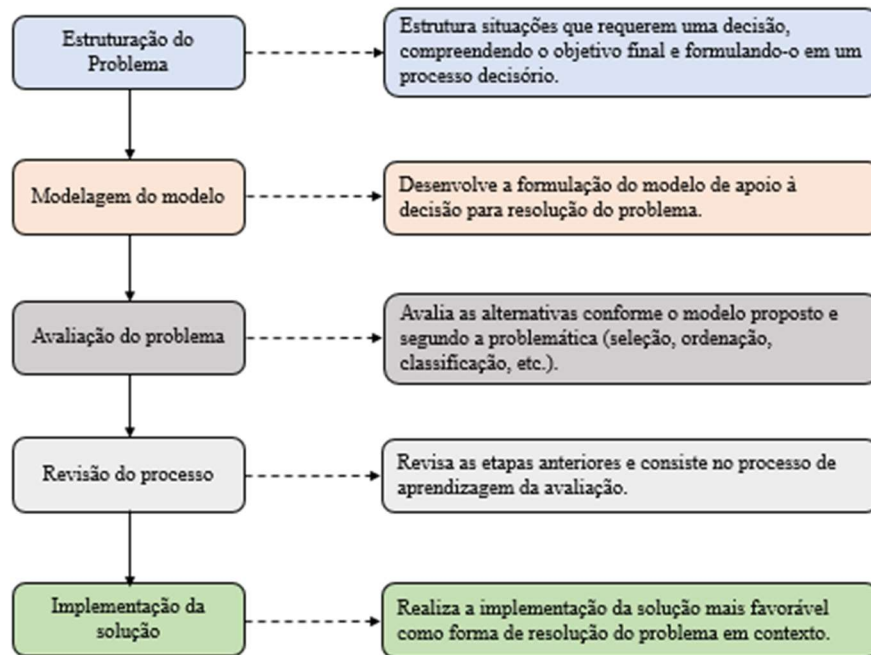 Estruturação do
Problema
Estrutura situações que requerem uma decisão,
compreendendo o objetivo final e formulando-o em um
processo decisório.
Modelagem do modelo
Desenvolve a formulação do modelo de apoio à
decisão para resolução do problema.
Avaliação do problema
Avalia as alternativas conforme o modelo proposto e
segundo a problemática (seleção, ordenação,
classificação, etc.).
Revisão do processo
Revisa as etapas anteriores e consiste no processo de
aprendizagem da avaliação.
Implementação da
solução
Realiza a implementação da solução mais favorável
como forma de resolução do problema em contexto.